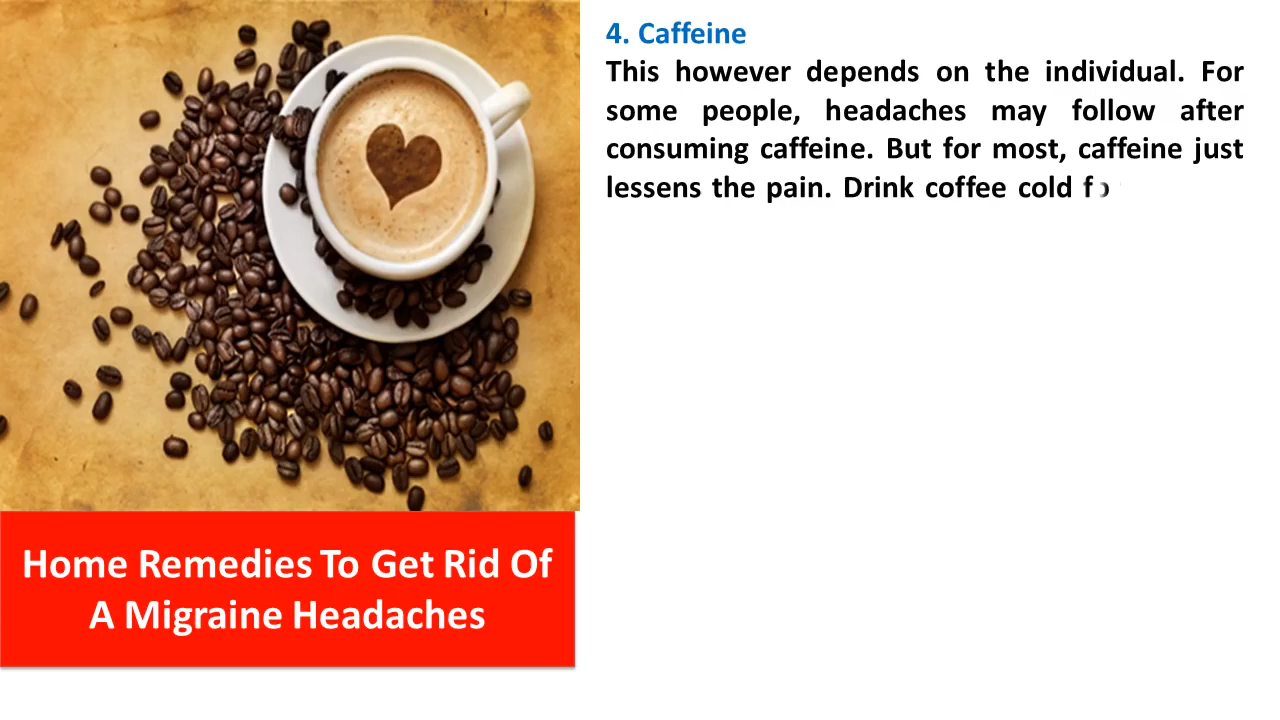 4. Caffeine
This however depends on the individual. For
some people, headaches may follow after
consuming caffeine. But for most, caffeine just
lessens the pain. Drink coffee cold
Home Remedies To Get Rid Of
A Migraine Headaches